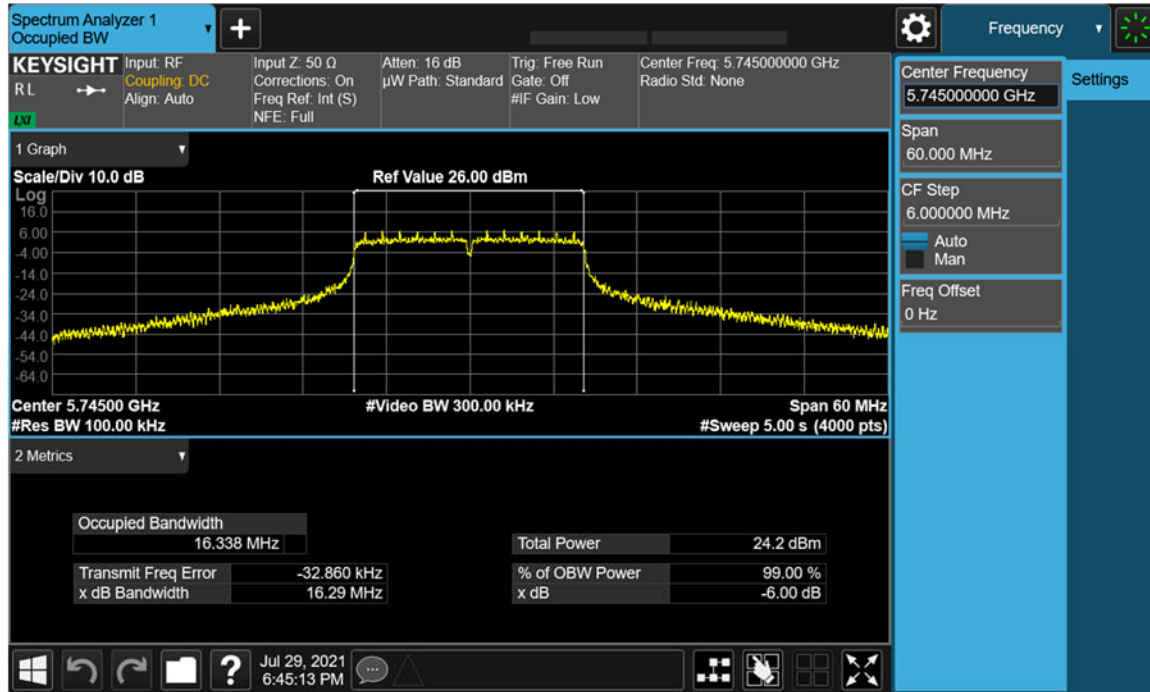 Spectrum Analyzer 1
Occupied BW
Frequency
KEYSIGHT
R L
LXI
Input: RF
Coupling: DC
Align: Auto
Input Z: 50 Ω
Corrections: On
Freq Ref: Int (S)
NFE: Full
Atten: 16 dB
µW Path: Standard
Trig: Free Run
Gate: Off
#IF Gain: Low
Center Freq: 5.745000000 GHz
Radio Std: None
Center Frequency
5.745000000 GHz
Settings
Span
60.000 MHz
CF Step
6.000000 MHz
Auto
Man
Freq Offset
0 Hz
1 Graph
Scale/Div 10.0 dB
Ref Value 26.00 dBm
Log
16.0
6.00
-4.00
-14.0
-24.0
-34.0
-44.0
-54.0
-64.0
Center 5.74500 GHz
#Video BW 300.00 kHz
Span 60 MHz
#Res BW 100.00 kHz
#Sweep 5.00 s (4000 pts)
2 Metrics
Occupied Bandwidth
16.338 MHz
Total Power 24.2 dBm
Transmit Freq Error -32.860 kHz
% of OBW Power 99.00 %
x dB Bandwidth 16.29 MHz
x dB -6.00 dB
?
Jul 29, 2021
6:45:13 PM